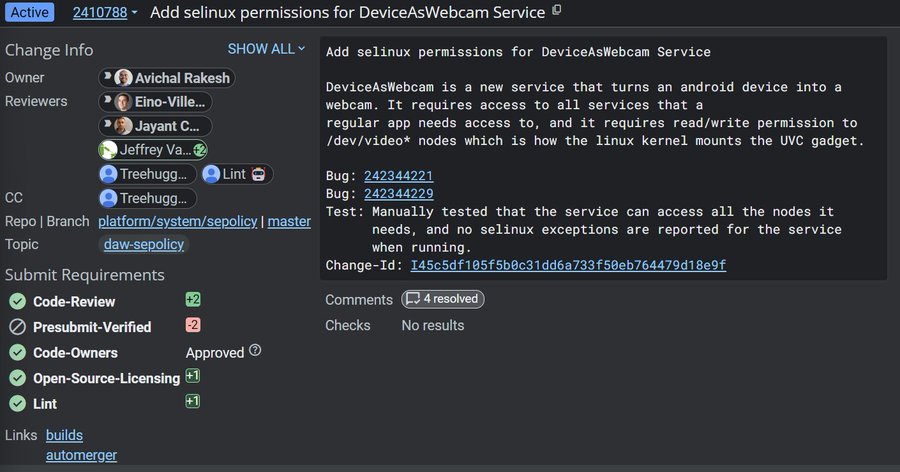 Active 2410788 Add selinux permissions for DeviceAsWebcam Service
Change Info SHOW ALL
Owner Avichal Rakesh
Reviewers Eino-Ville...
Jayant C...
Jeffrey Va... +2
Treehugg... Lint
CC Treehugg...
Repo | Branch platform/system/sepolicy | master
Topic daw-sepolicy
Submit Requirements
Code-Review +2
Presubmit-Verified -2
Code-Owners Approved ?
Open-Source-Licensing +1
Lint +1
Links builds
automerger
Add selinux permissions for DeviceAsWebcam Service
DeviceAsWebcam is a new service that turns an android device into a
webcam. It requires access to all services that a
regular app needs access to, and it requires read/write permission to
/dev/video* nodes which is how the linux kernel mounts the UVC gadget.
Bug: 242344221
Bug: 242344229
Test: Manually tested that the service can access all the nodes it
needs, and no selinux exceptions are reported for the service
when running.
Change-Id: I45c5df105f5b0c31dd6a733f50eb764479d18e9f
Comments 4 resolved
Checks No results